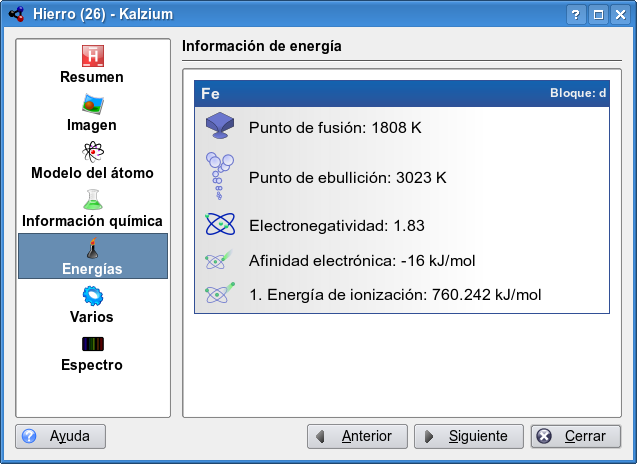 Hierro (26) - Kalzium
Resumen
Imagen
Modelo del átomo
Información química
Energías
Varios
Espectro
Información de energía
Fe Bloque: d
Punto de fusión: 1808 K
Punto de ebullición: 3023 K
Electronegatividad: 1.83
Afinidad electrónica: -16 kJ/mol
1. Energía de ionización: 760.242 kJ/mol
Ayuda Anterior Siguiente Cerrar